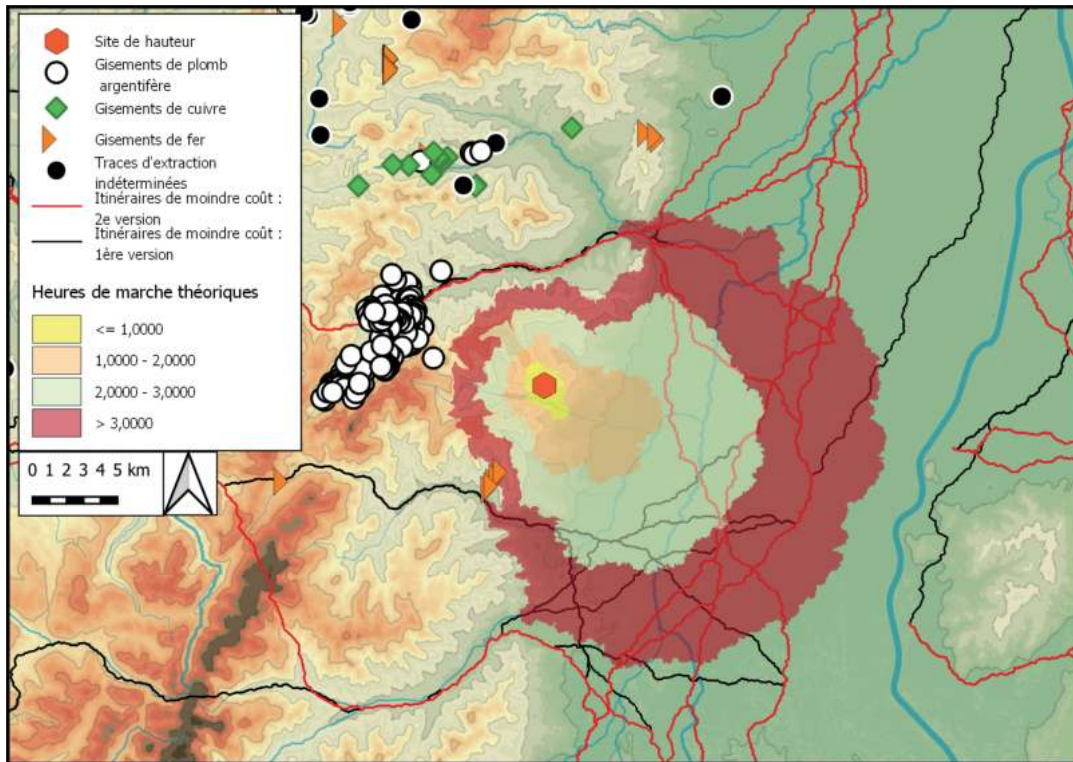 Site de hauteur
Gisements de plomb
argentifère
Gisements de cuivre
Gisements de fer
Traces d'extraction
indéterminées
Itinéraires de moindre coût :
2e version
Itinéraires de moindre coût :
1ère version
Heures de marche théoriques
<= 1,0000
1,0000 - 2,0000
2,0000 - 3,0000
> 3,0000
0 1 2 3 4 5 km